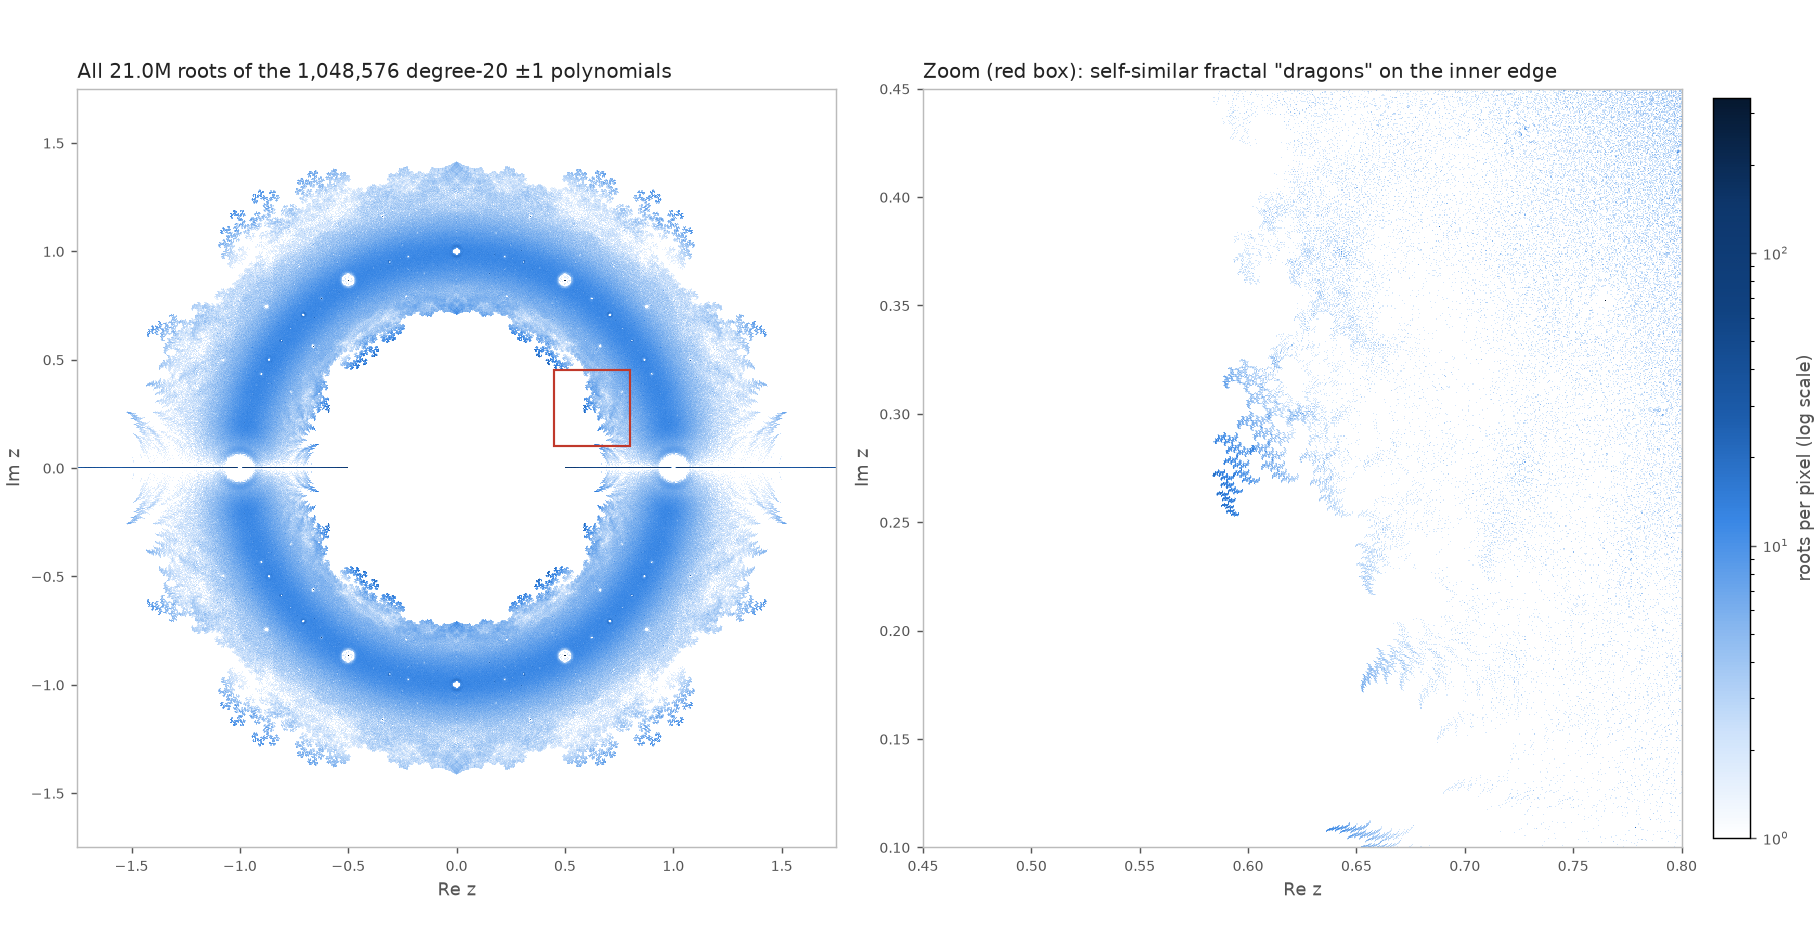 All 21.0M roots of the 1,048,576 degree-20 ±1 polynomials
Im z
1.5
1.0
0.5
0.0
−0.5
−1.0
−1.5
−1.5 −1.0 −0.5 0.0 0.5 1.0 1.5
Re z
Zoom (red box): self-similar fractal "dragons" on the inner edge
Im z
0.45
0.40
0.35
0.30
0.25
0.20
0.15
0.10
0.45 0.50 0.55 0.60 0.65 0.70 0.75 0.80
Re z
10²
10¹
10⁰
roots per pixel (log scale)